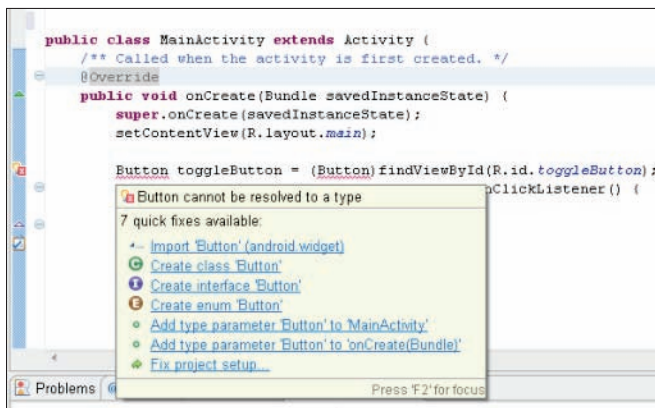 public class MainActivity extends Activity {
/** Called when the activity is first created. */
@Override
public void onCreate(Bundle savedInstanceState) {
super.onCreate(savedInstanceState);
setContentView(R.layout.main);
Button toggleButton = (Button)findViewById(R.id.toggleButton);
ClickListener() {
Button cannot be resolved to a type
7 quick fixes available:
Import 'Button' (android.widget)
Create class 'Button'
Create interface 'Button'
Create enum 'Button'
Add type parameter 'Button' to 'MainActivity'
Add type parameter 'Button' to 'onCreate(Bundle)'
Fix project setup...
Press 'F2' for focus
Problems @